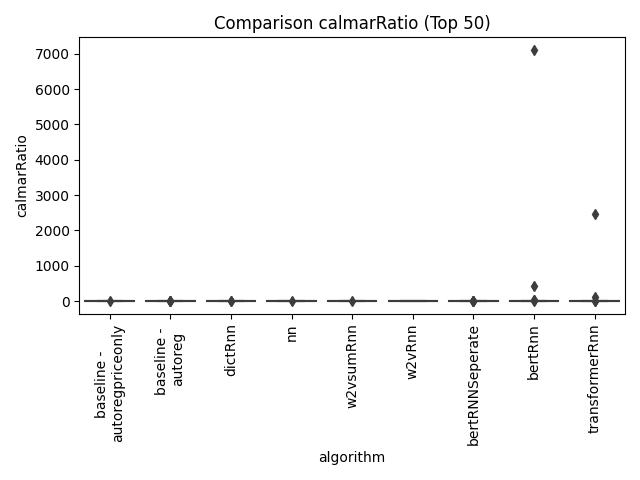 Comparison calmarRatio (Top 50)
calmarRatio
7000
6000
5000
4000
3000
2000
1000
0
baseline -
autoregpriceonly
baseline -
autoreg
dictRnn
nn
w2vsumRnn
w2vRnn
bertRNNSeperate
bertRnn
transformerRnn
algorithm